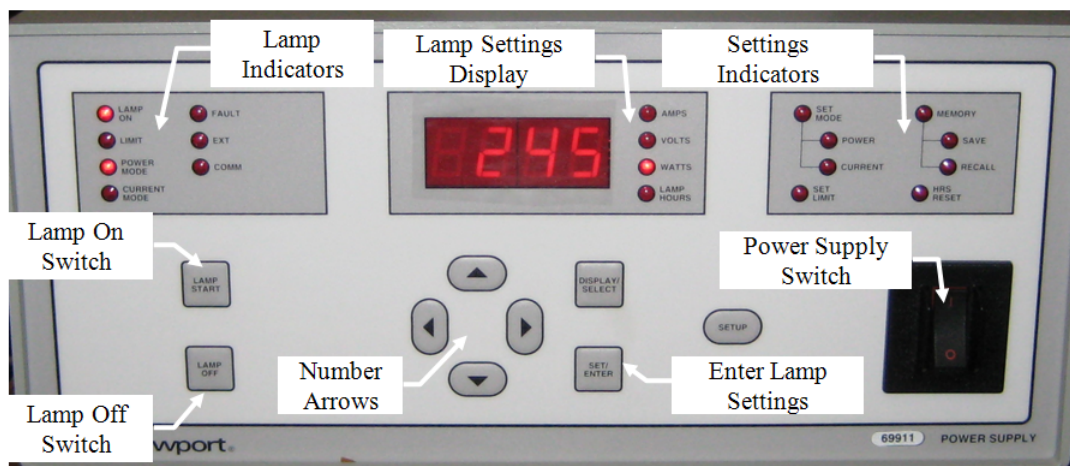 Lamp
Indicators
Lamp Settings
Display
Settings
Indicators
LAMP
ON
FAULT
LIMIT
EXT
POWER
MODE
COMM
CURRENT
MODE
245
AMPS
VOLTS
WATTS
LAMP
HOURS
SET
MODE
MEMORY
POWER
SAVE
CURRENT
RECALL
SET
LIMIT
HRS
RESET
Lamp On
Switch
Power Supply
Switch
LAMP
START
DISPLAY/
SELECT
SETUP
LAMP
OFF
Number
Arrows
SET/
ENTER
Enter Lamp
Settings
Lamp Off
Switch
wport®
69911 POWER SUPPLY